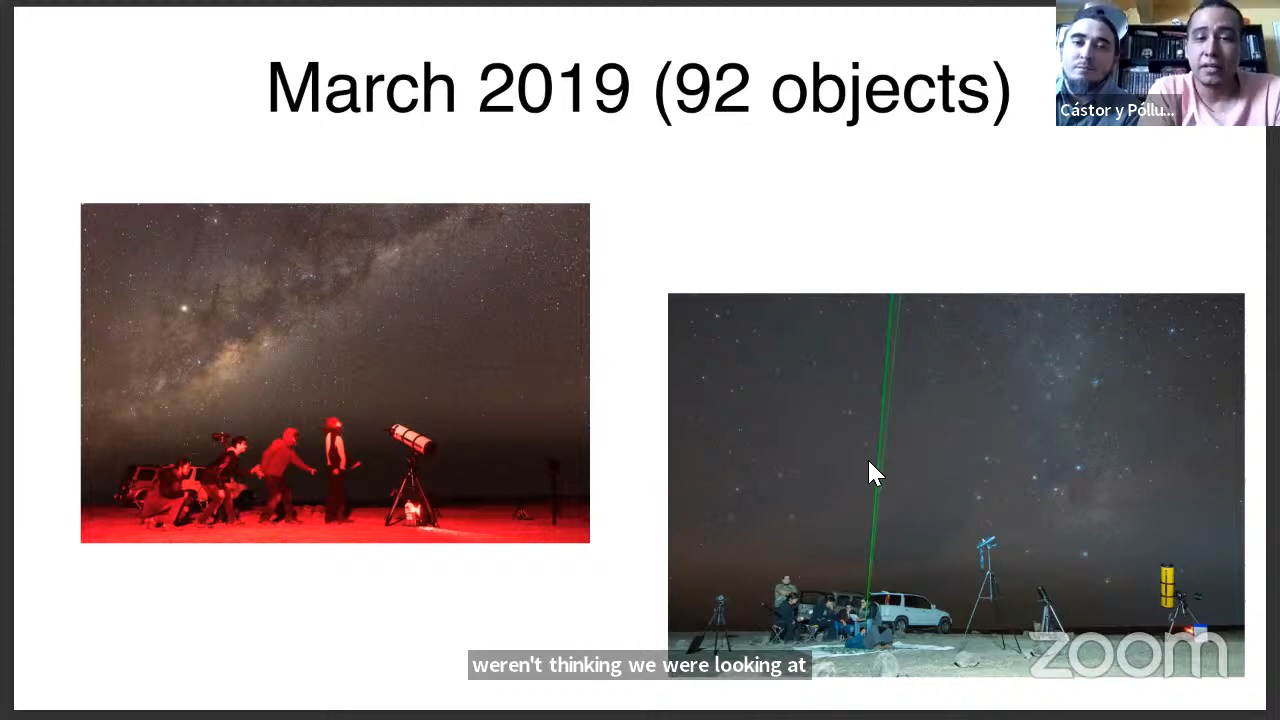 March 2019 (92 objects)
Cástor y Póllu...
weren't thinking we were looking at
zoom